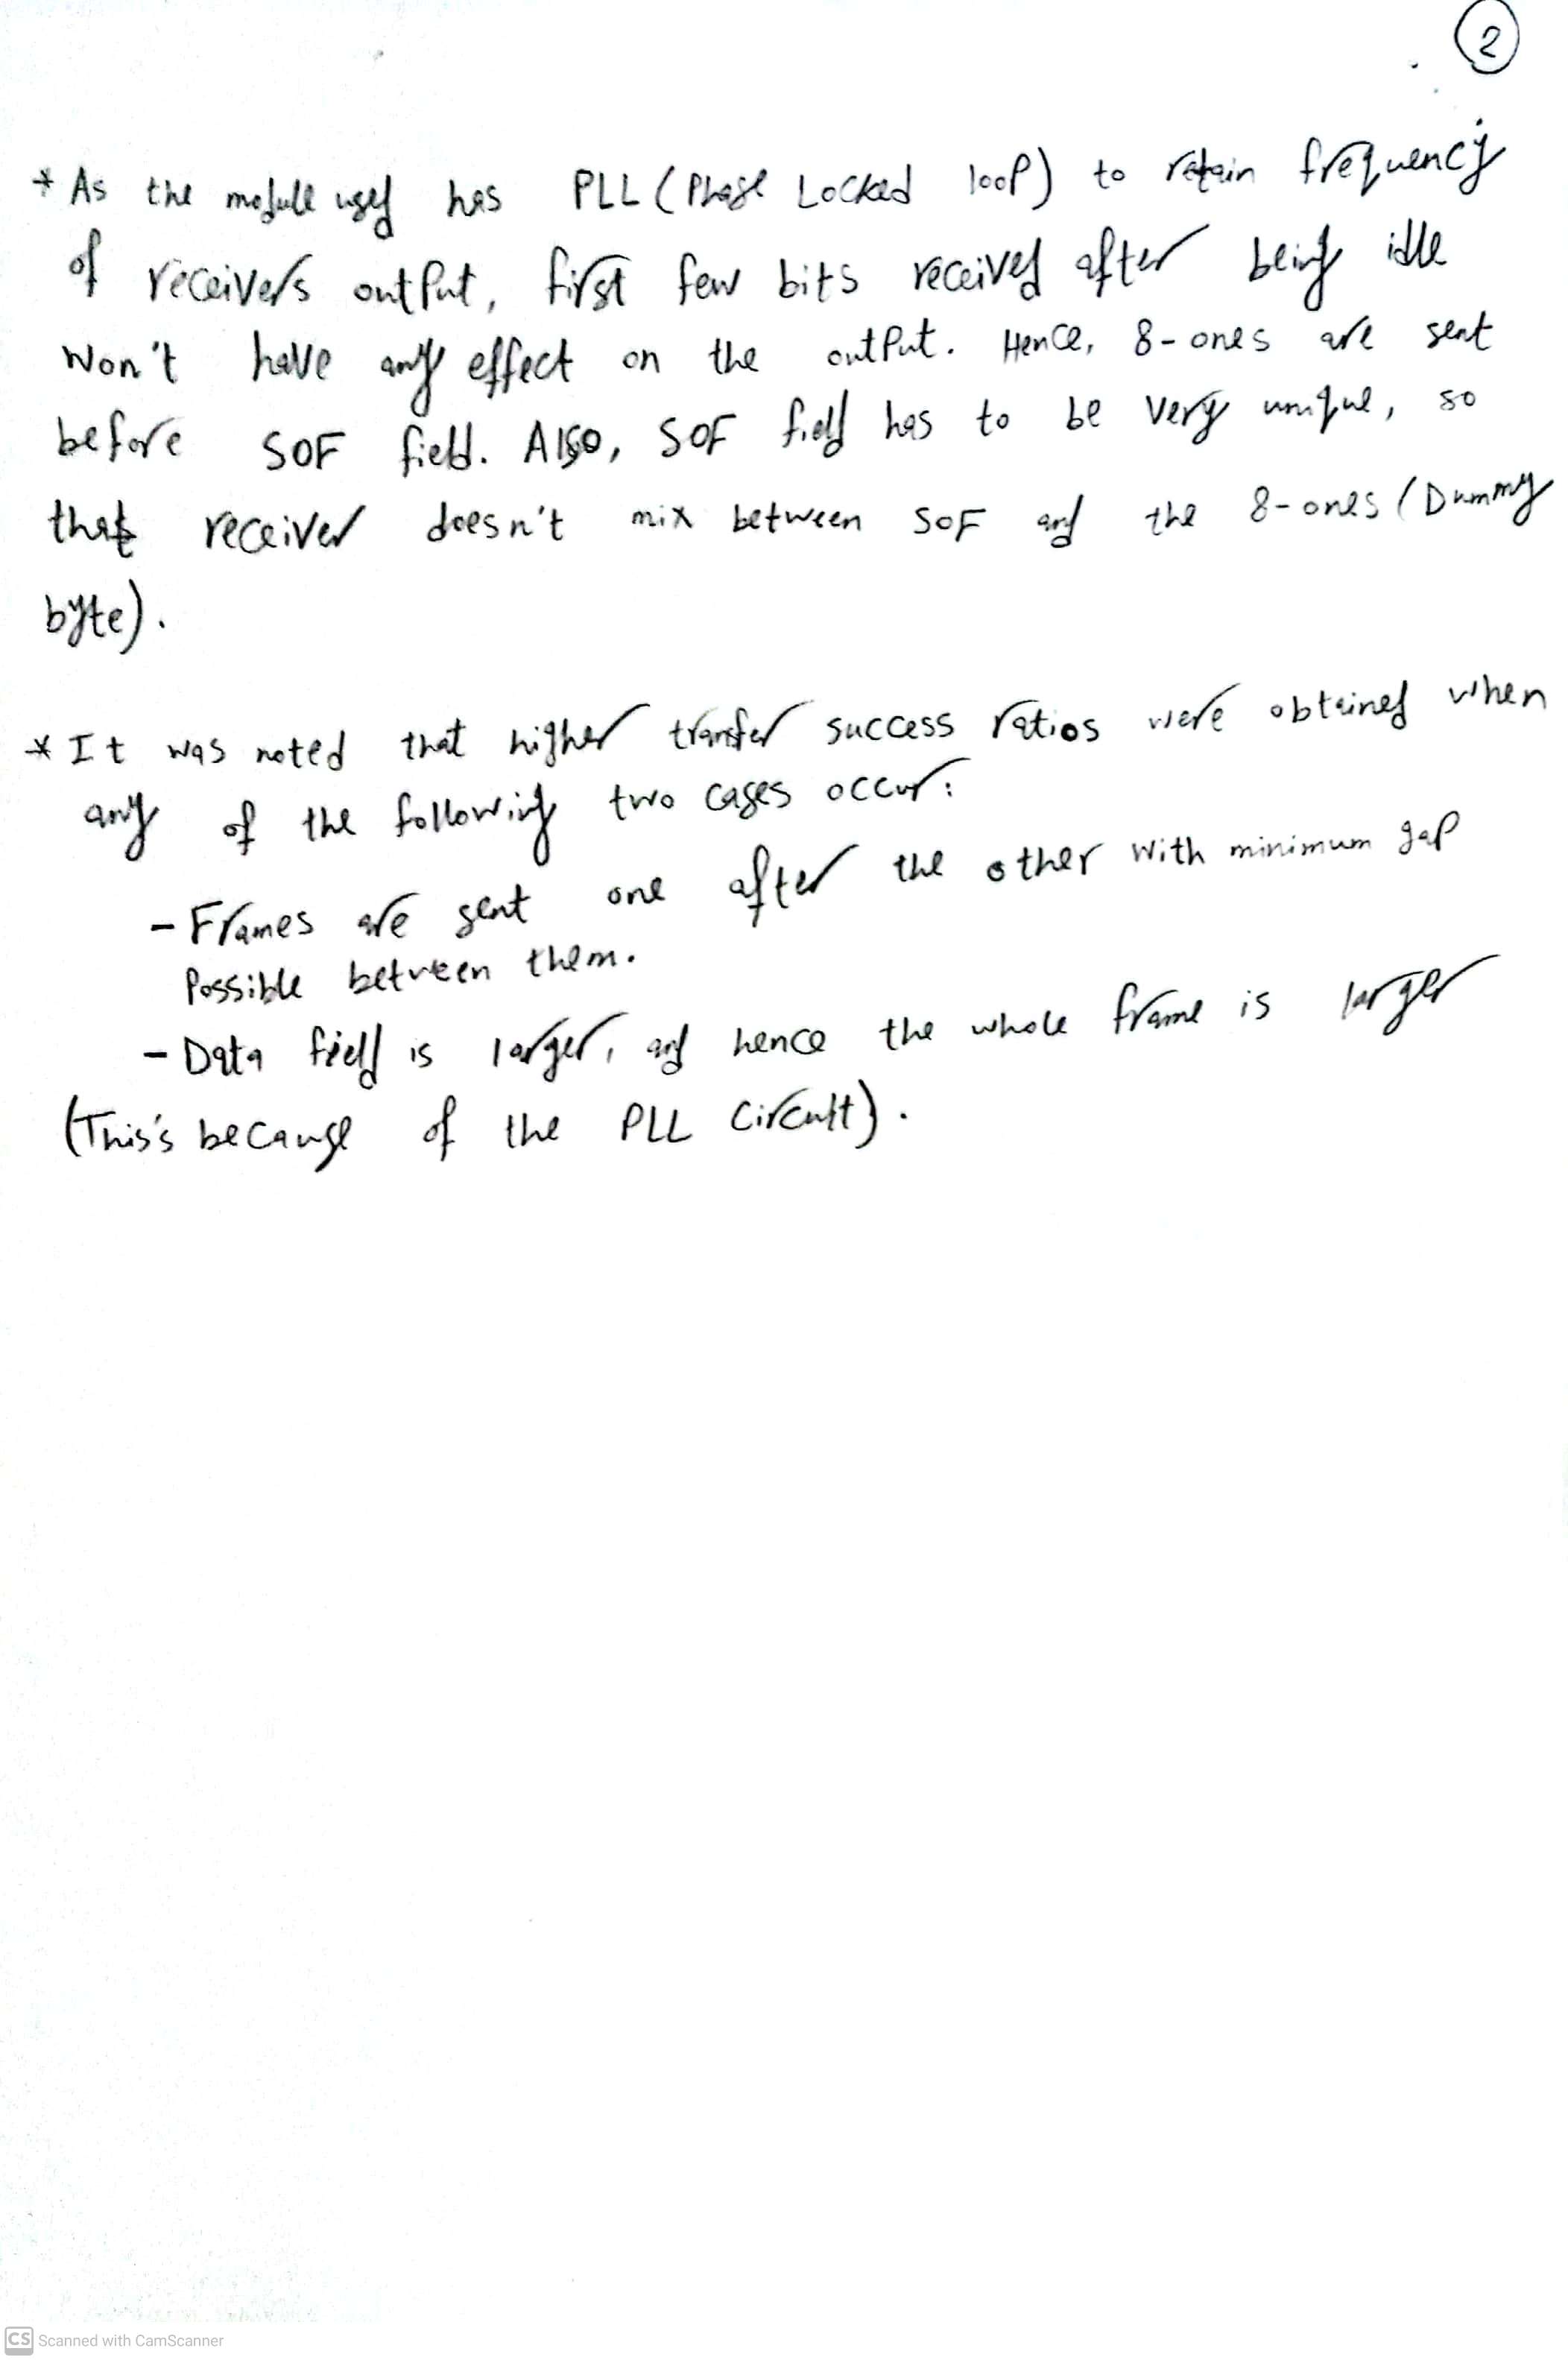 2
* As the module used has PLL (Phase Locked loop) to retain frequency
of receivers output, first few bits received after being idle
won't have any effect on the output. Hence, 8-ones are sent
before SOF field. Also, SOF field has to be very unique, so
that receiver doesn't mix between SOF and the 8-ones (Dummy
byte).
* It was noted that higher transfer success ratios were obtained when
any of the following two cases occur:
- Frames are sent one after the other with minimum gap
Possible between them.
- Data field is larger, and hence the whole frame is larger
(This's because of the PLL Circuit).
CS Scanned with CamScanner